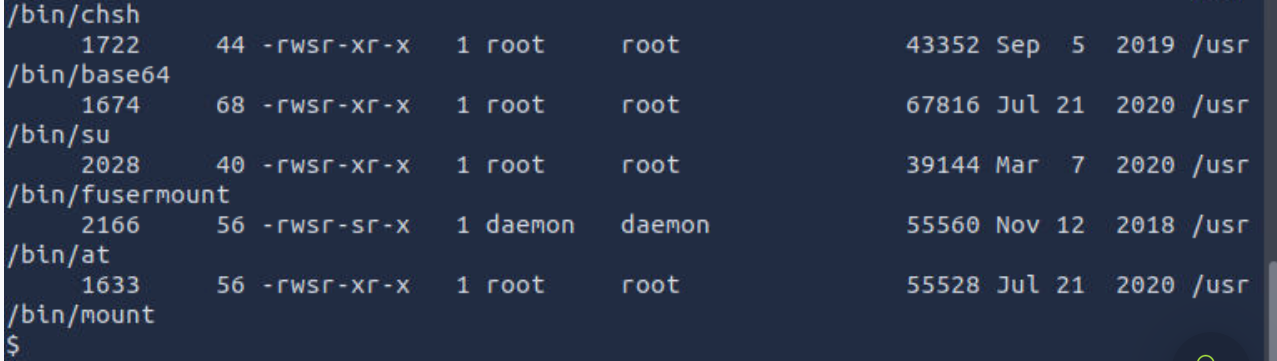 /bin/chsh
     1722     44 -rwsr-xr-x   1 root     root               43352 Sep  5  2019 /usr
/bin/base64
     1674     68 -rwsr-xr-x   1 root     root               67816 Jul 21  2020 /usr
/bin/su
     2028     40 -rwsr-xr-x   1 root     root               39144 Mar  7  2020 /usr
/bin/fusermount
     2166     56 -rwsr-sr-x   1 daemon   daemon             55560 Nov 12  2018 /usr
/bin/at
     1633     56 -rwsr-xr-x   1 root     root               55528 Jul 21  2020 /usr
/bin/mount
$